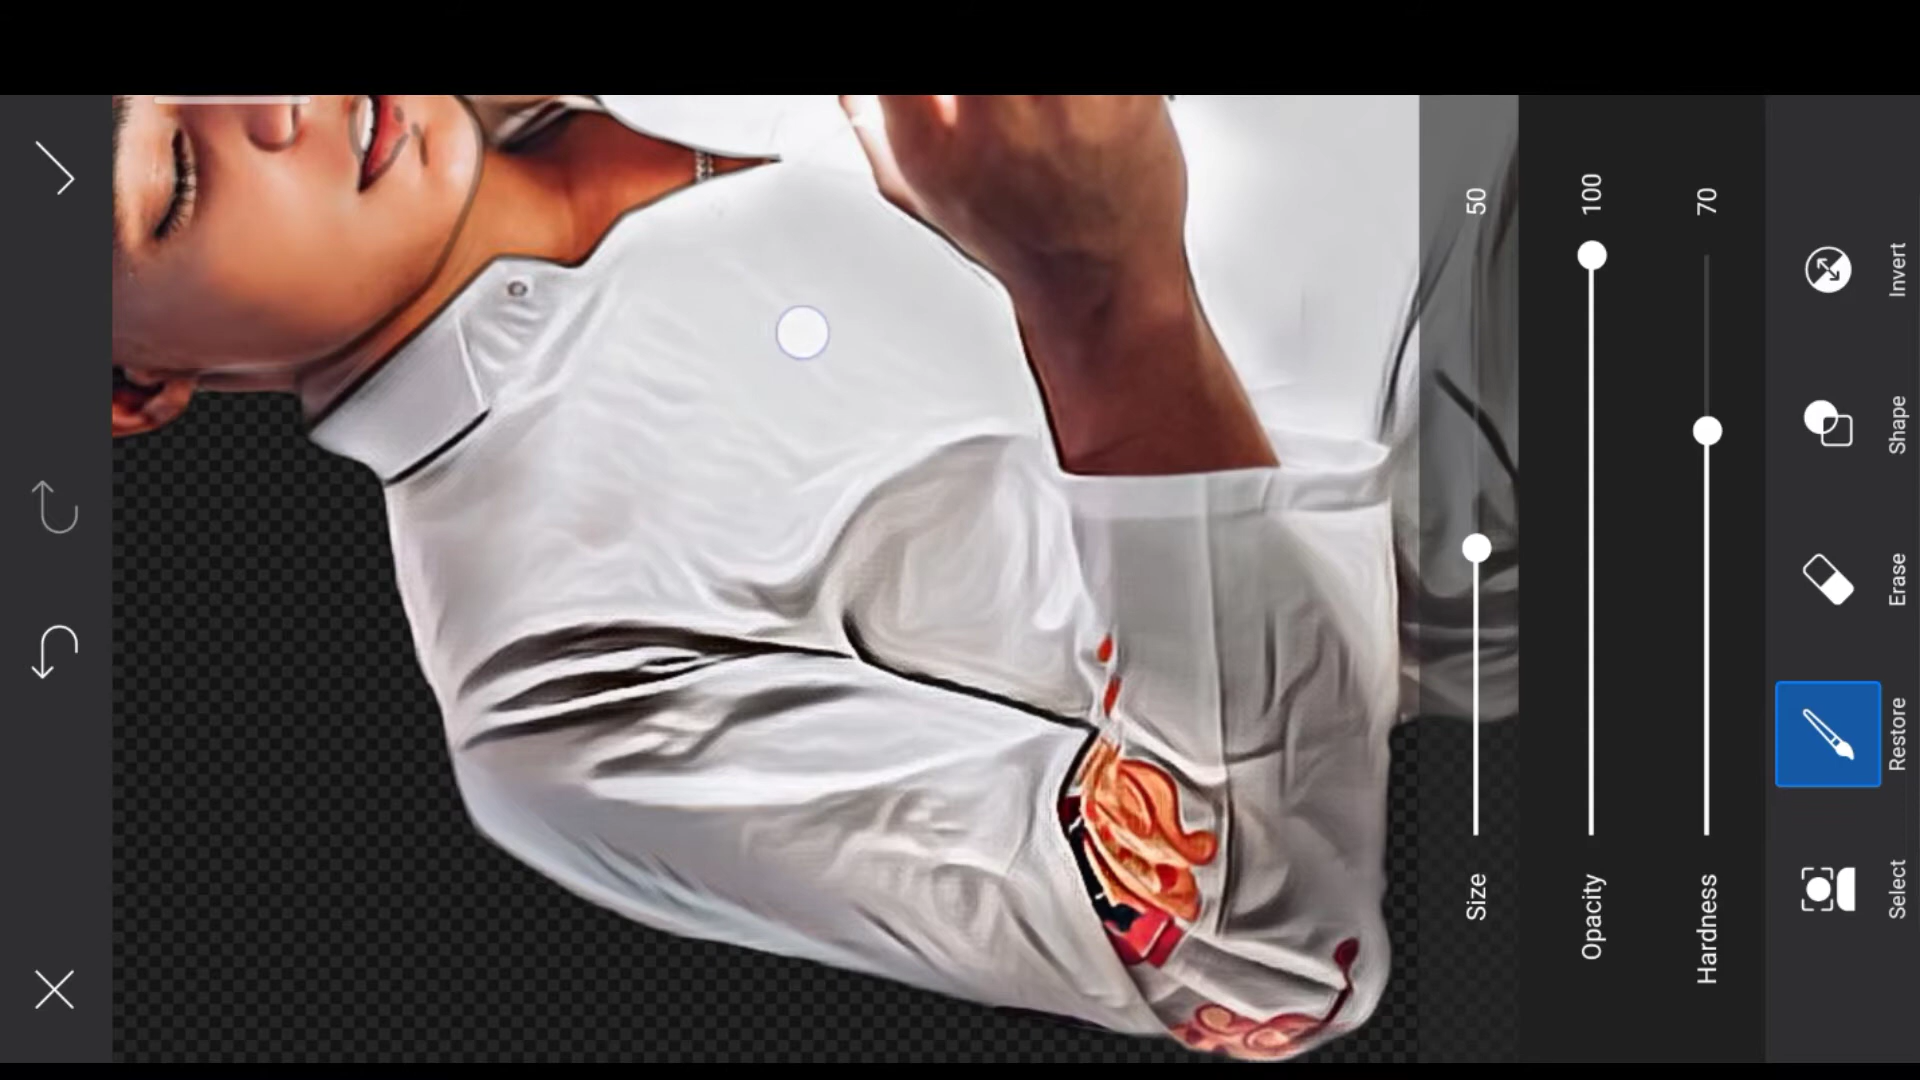 Size 50
Opacity 100
Hardness 70
Select
Restore
Erase
Shape
Invert